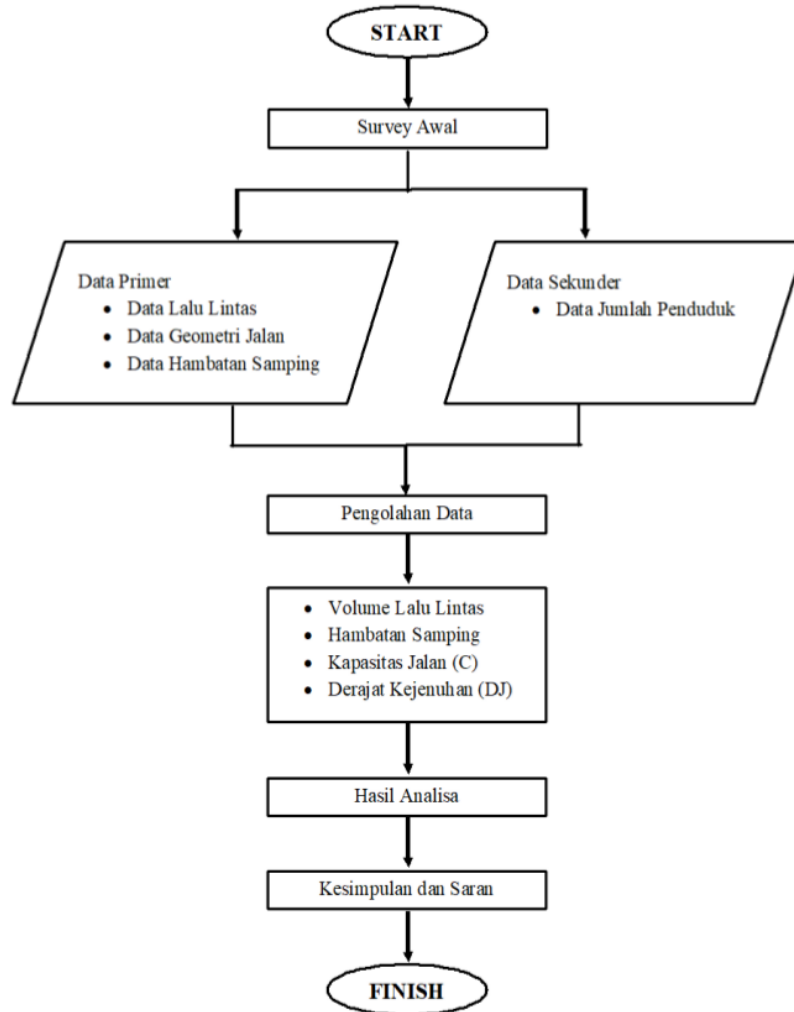 START
Survey Awal
Data Primer
• Data Lalu Lintas
• Data Geometri Jalan
• Data Hambatan Samping
Data Sekunder
• Data Jumlah Penduduk
Pengolahan Data
• Volume Lalu Lintas
• Hambatan Samping
• Kapasitas Jalan (C)
• Derajat Kejenuhan (DJ)
Hasil Analisa
Kesimpulan dan Saran
FINISH